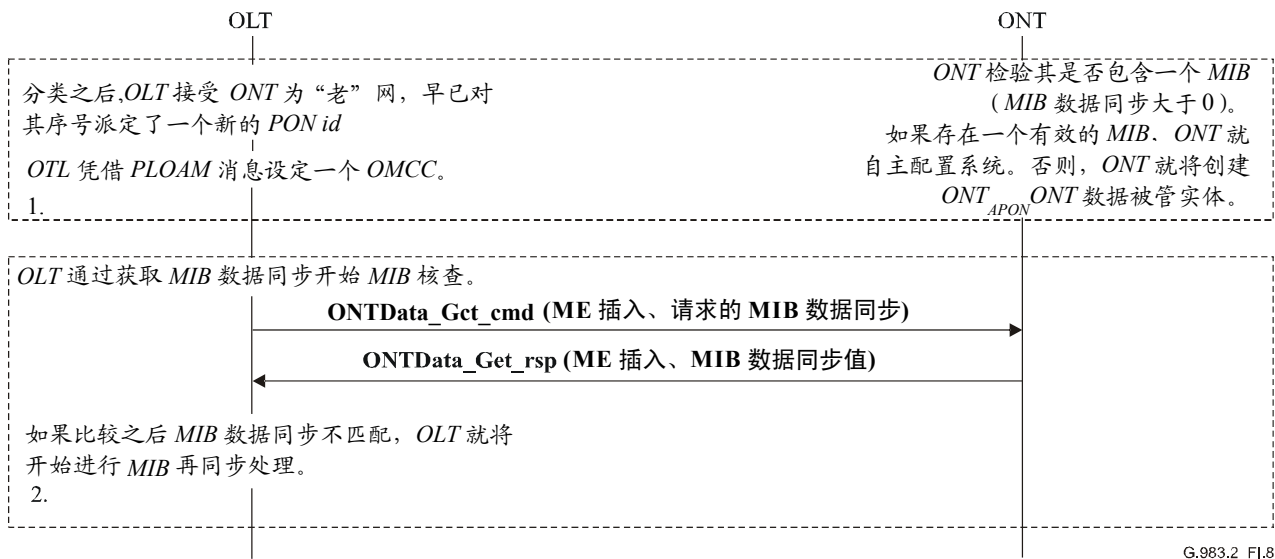 OLT
ONT
分类之后,OLT 接受 ONT 为“老”网，早已对
其序号派定了一个新的 PON id
OTL 凭借 PLOAM 消息设定一个 OMCC。
1.
ONT 检验其是否包含一个 MIB
（MIB 数据同步大于 0）。
如果存在一个有效的 MIB、ONT 就
自主配置系统。否则，ONT 就将创建
ONT APON ONT 数据被管实体。
OLT 通过获取 MIB 数据同步开始 MIB 核查。
ONTData_Gct_cmd (ME 插入、请求的 MIB 数据同步)
ONTData_Get_rsp (ME 插入、MIB 数据同步值)
如果比较之后 MIB 数据同步不匹配，OLT 就将
开始进行 MIB 再同步处理。
2.
G.983.2_FI.8